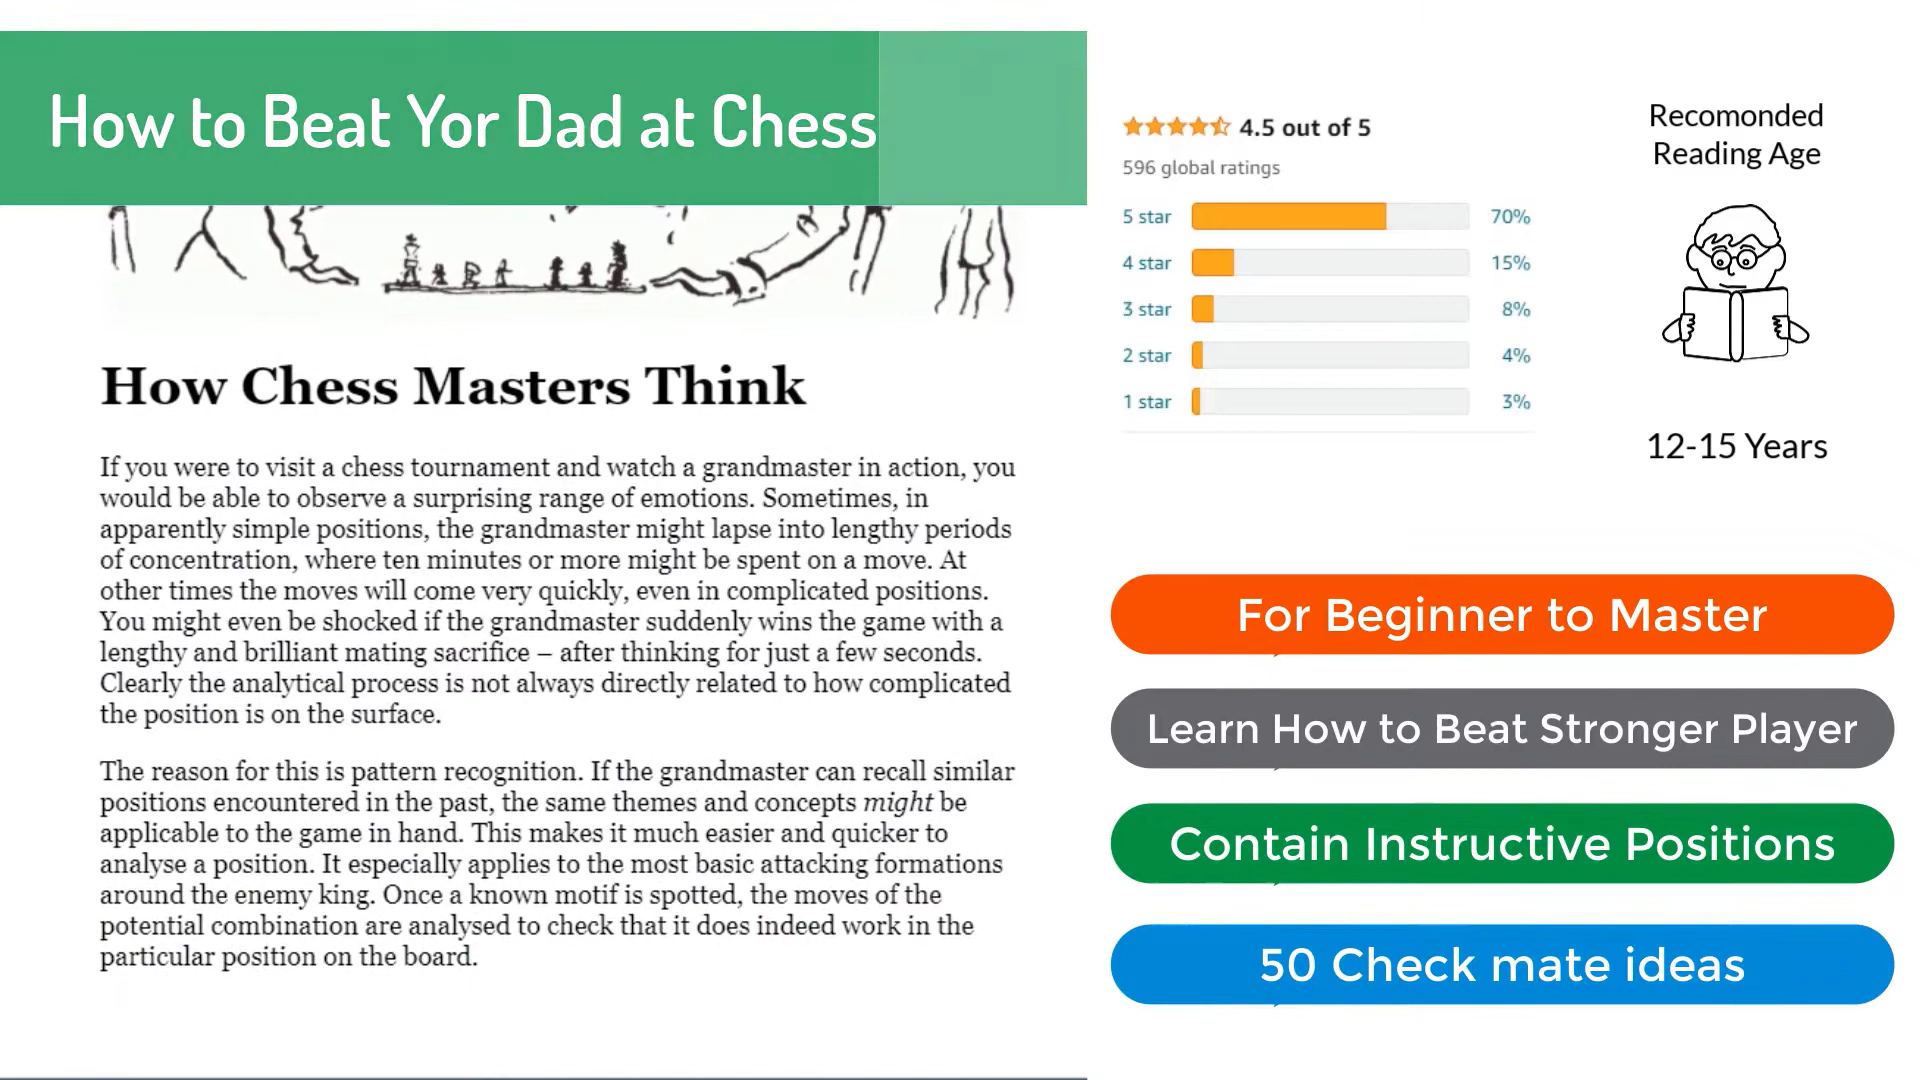 How to Beat Yor Dad at Chess
How Chess Masters Think
If you were to visit a chess tournament and watch a grandmaster in action, you
would be able to observe a surprising range of emotions. Sometimes, in
apparently simple positions, the grandmaster might lapse into lengthy periods
of concentration, where ten minutes or more might be spent on a move. At
other times the moves will come very quickly, even in complicated positions.
You might even be shocked if the grandmaster suddenly wins the game with a
lengthy and brilliant mating sacrifice – after thinking for just a few seconds.
Clearly the analytical process is not always directly related to how complicated
the position is on the surface.
The reason for this is pattern recognition. If the grandmaster can recall similar
positions encountered in the past, the same themes and concepts might be
applicable to the game in hand. This makes it much easier and quicker to
analyse a position. It especially applies to the most basic attacking formations
around the enemy king. Once a known motif is spotted, the moves of the
potential combination are analysed to check that it does indeed work in the
particular position on the board.
4.5 out of 5
596 global ratings
5 star 70%
4 star 15%
3 star 8%
2 star 4%
1 star 3%
Recomonded
Reading Age
12-15 Years
For Beginner to Master
Learn How to Beat Stronger Player
Contain Instructive Positions
50 Check mate ideas